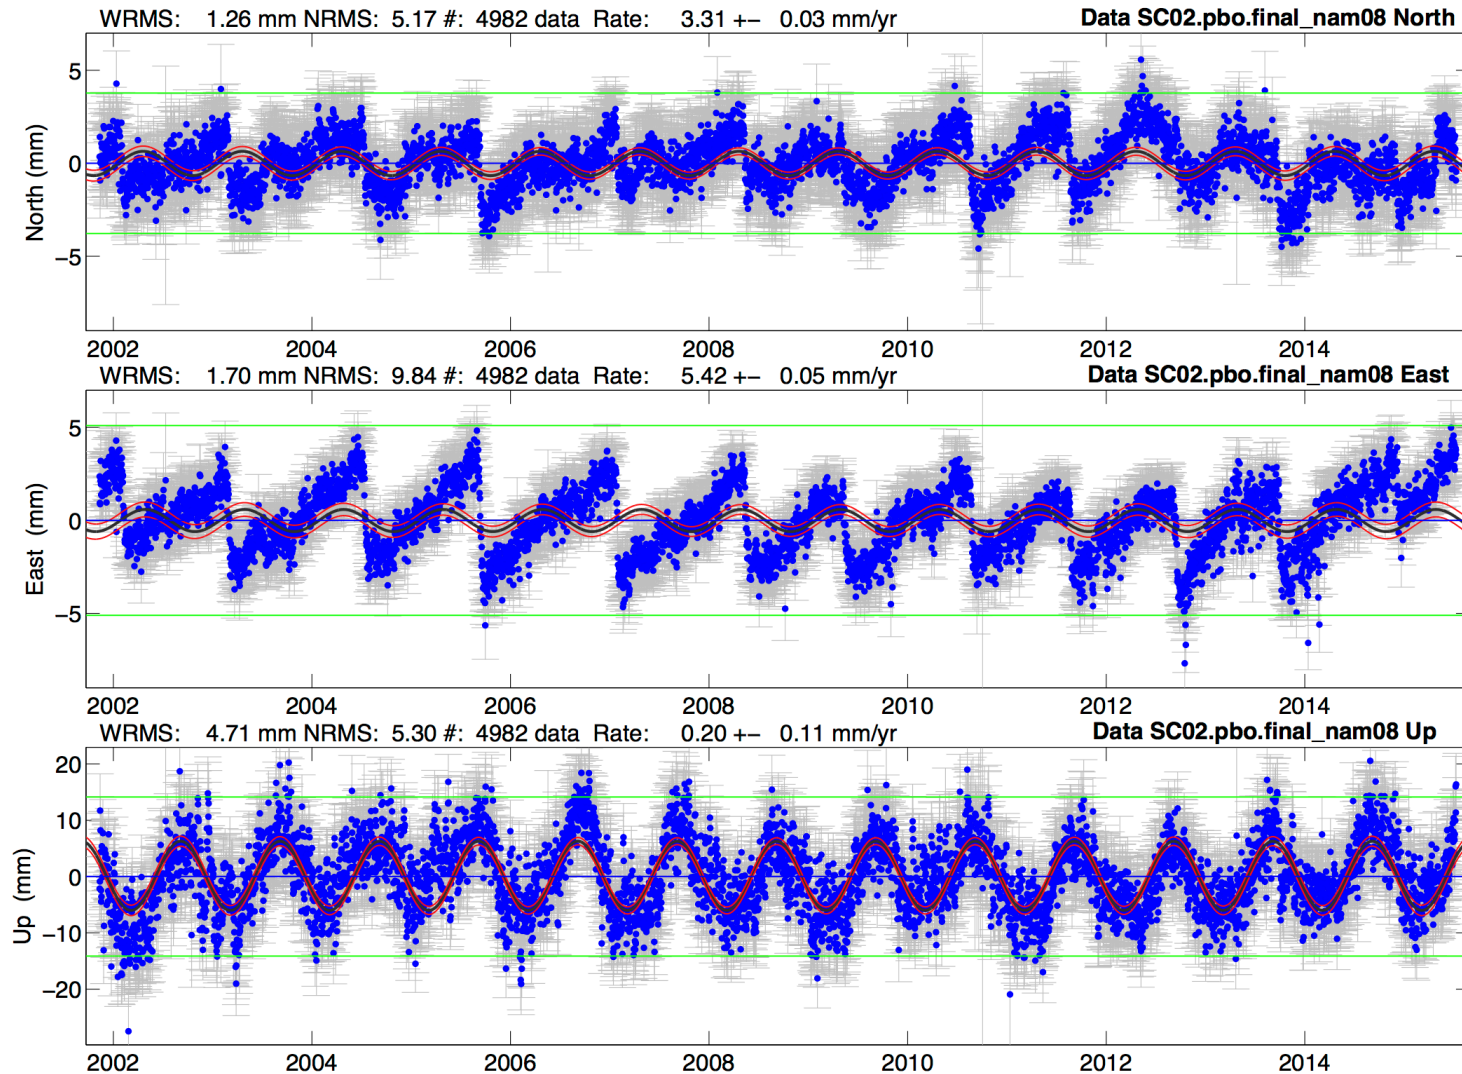 WRMS: 1.26 mm NRMS: 5.17 #: 4982 data Rate: 3.31 +− 0.03 mm/yr Data SC02.pbo.final_nam08 North
5
0
−5
North (mm)
2002 2004 2006 2008 2010 2012 2014
WRMS: 1.70 mm NRMS: 9.84 #: 4982 data Rate: 5.42 +− 0.05 mm/yr Data SC02.pbo.final_nam08 East
5
0
−5
East (mm)
2002 2004 2006 2008 2010 2012 2014
WRMS: 4.71 mm NRMS: 5.30 #: 4982 data Rate: 0.20 +− 0.11 mm/yr Data SC02.pbo.final_nam08 Up
20
10
0
−10
−20
Up (mm)
2002 2004 2006 2008 2010 2012 2014